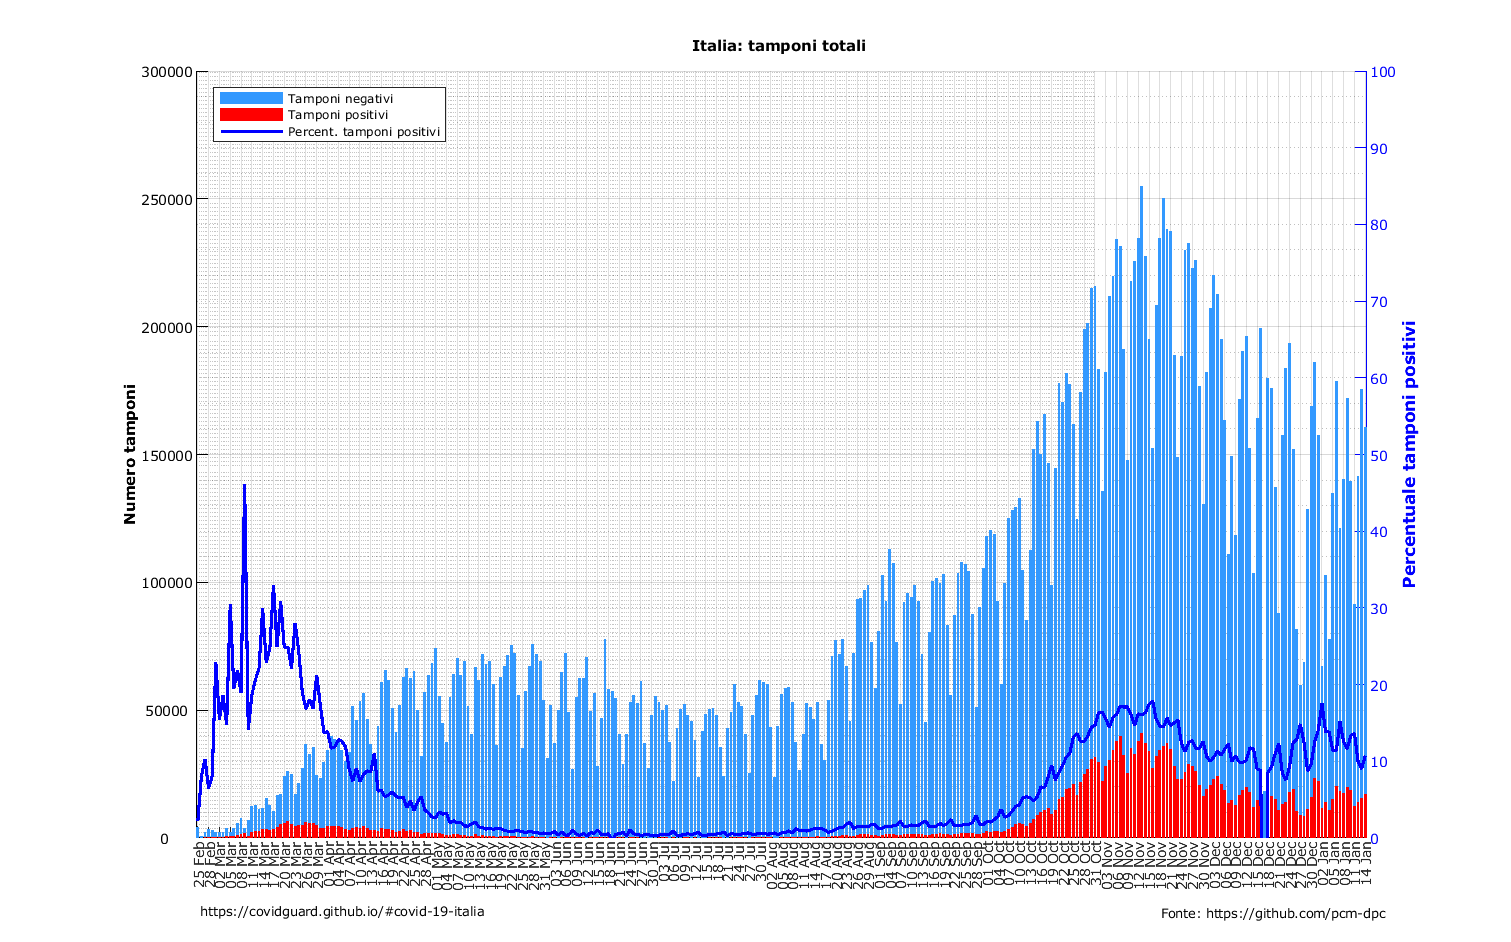 Italia: tamponi totali
Tamponi negativi
Tamponi positivi
Percent. tamponi positivi
Numero tamponi
300000
250000
200000
150000
100000
50000
0
Percentuale tamponi positivi
100
90
80
70
60
50
40
30
20
10
0
25 Feb
28 Feb
02 Mar
05 Mar
08 Mar
11 Mar
14 Mar
17 Mar
20 Mar
23 Mar
26 Mar
29 Mar
01 Apr
04 Apr
07 Apr
10 Apr
13 Apr
16 Apr
19 Apr
22 Apr
25 Apr
28 Apr
01 May
04 May
07 May
10 May
13 May
16 May
19 May
22 May
25 May
28 May
31 May
03 Jun
06 Jun
09 Jun
12 Jun
15 Jun
18 Jun
21 Jun
24 Jun
27 Jun
30 Jun
03 Jul
06 Jul
09 Jul
12 Jul
15 Jul
18 Jul
21 Jul
24 Jul
27 Jul
30 Jul
02 Aug
05 Aug
08 Aug
11 Aug
14 Aug
17 Aug
20 Aug
23 Aug
26 Aug
29 Aug
01 Sep
04 Sep
07 Sep
10 Sep
13 Sep
16 Sep
19 Sep
22 Sep
25 Sep
28 Sep
01 Oct
04 Oct
07 Oct
10 Oct
13 Oct
16 Oct
19 Oct
22 Oct
25 Oct
28 Oct
31 Oct
03 Nov
06 Nov
09 Nov
12 Nov
15 Nov
18 Nov
21 Nov
24 Nov
27 Nov
30 Nov
03 Dec
06 Dec
09 Dec
12 Dec
15 Dec
18 Dec
21 Dec
24 Dec
27 Dec
30 Dec
02 Jan
05 Jan
08 Jan
11 Jan
14 Jan
https://covidguard.github.io/#covid-19-italia
Fonte: https://github.com/pcm-dpc